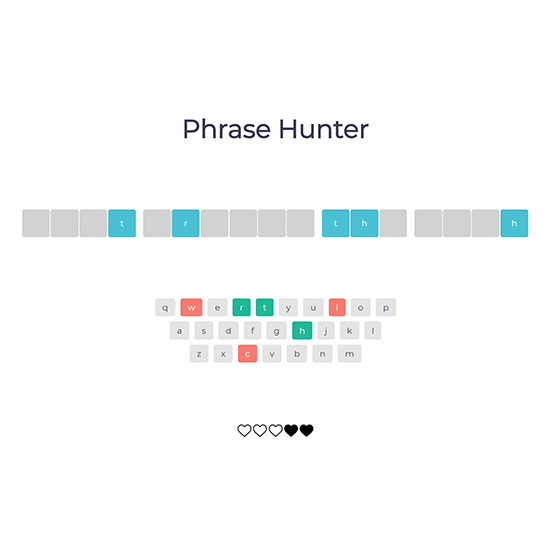 Phrase Hunter
t r t h h
q w e r t y u i o p
a s d f g h j k l
z x c v b n m